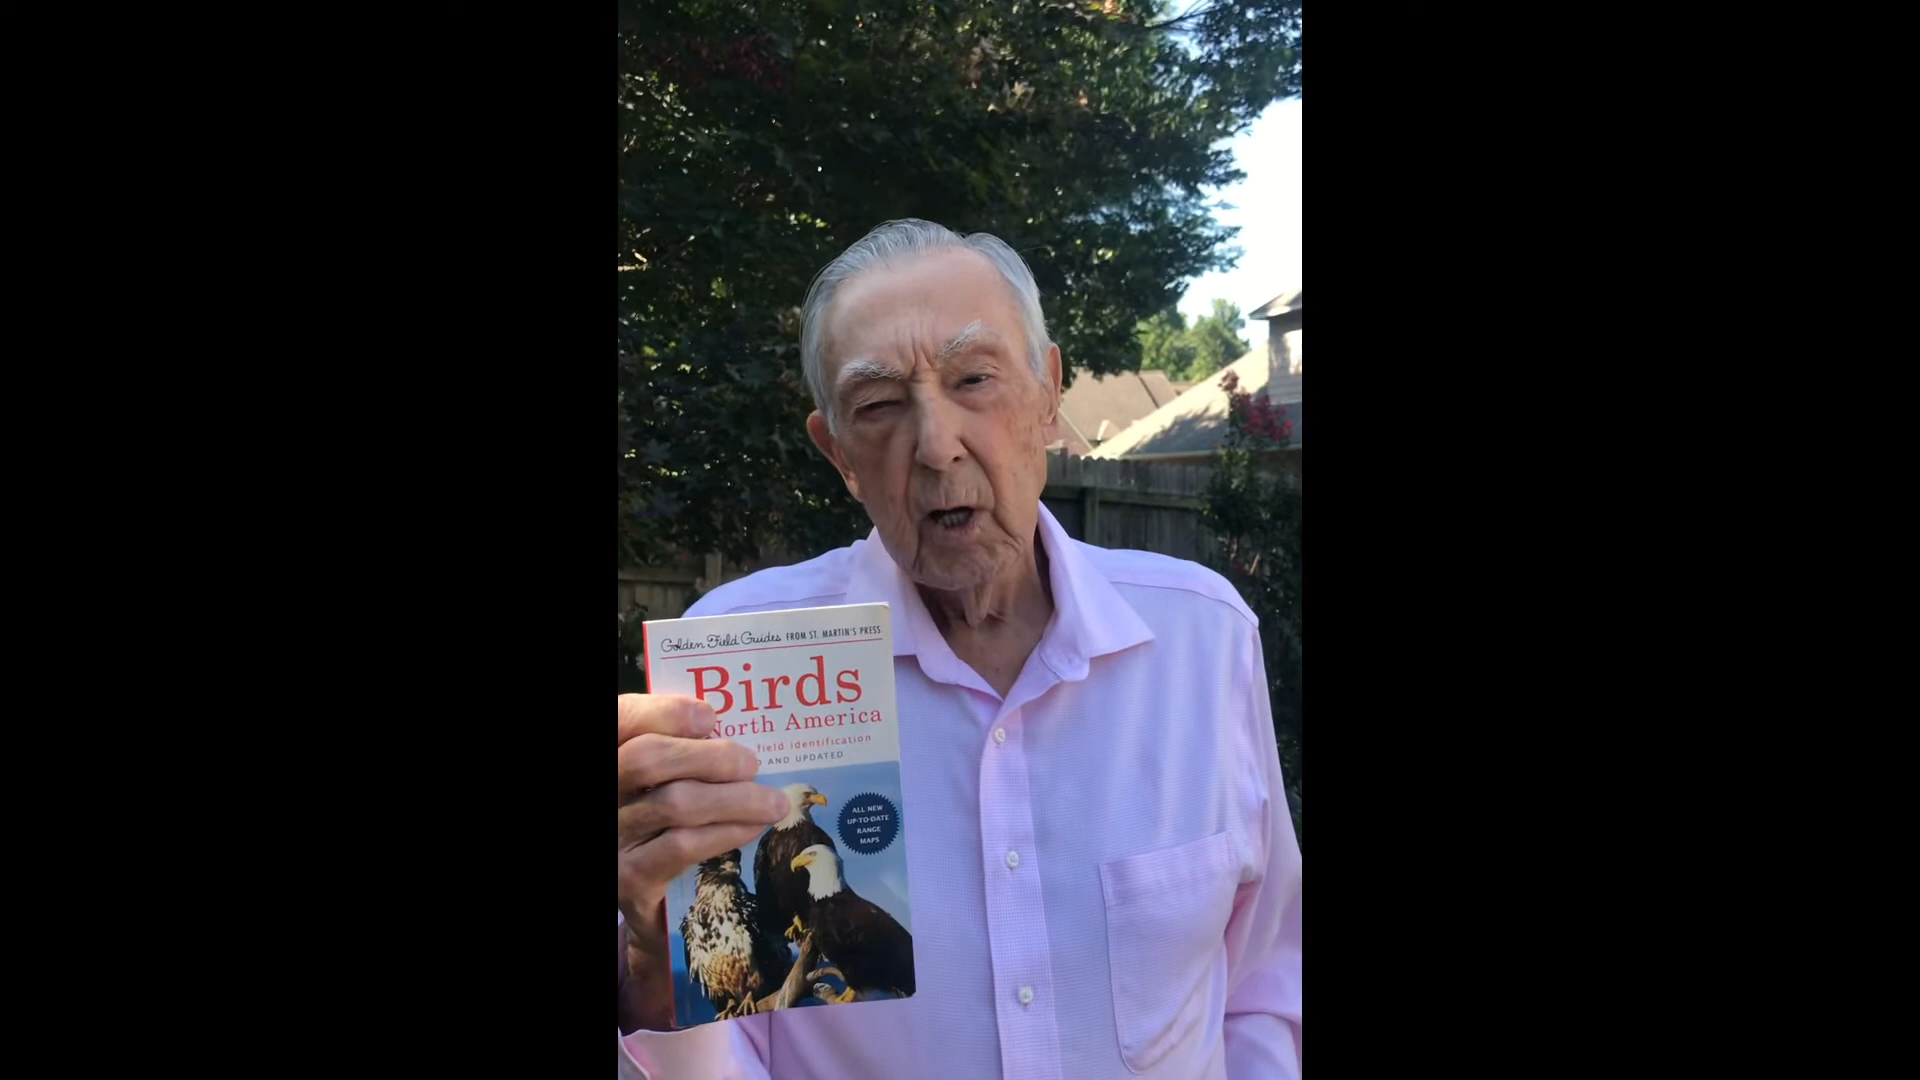 Golden Field Guides FROM ST. MARTIN'S PRESS
Birds
North America
field identification
AND UPDATED
ALL NEW
UP-TO-DATE
RANGE
MAPS